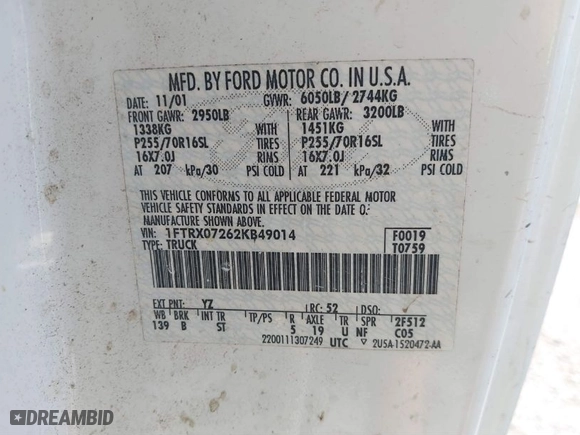 MFD. BY FORD MOTOR CO. IN U.S.A.
DATE: 11/01 GVWR: 6050LB/ 2744KG
FRONT GAWR: 2950LB REAR GAWR: 3200LB
1338KG WITH 1451KG WITH
P255/70R16SL TIRES P255/70R16SL TIRES
16X7.0J RIMS 16X7.0J RIMS
AT 207 kPa/30 PSI COLD AT 221 kPa/32 PSI COLD
THIS VEHICLE CONFORMS TO ALL APPLICABLE FEDERAL MOTOR
VEHICLE SAFETY STANDARDS IN EFFECT ON THE DATE OF
MANUFACTURE SHOWN ABOVE.
VIN: 1FTRX07262KB49014 F0019
TYPE: TRUCK T0759
EXT PNT: YZ RC: 52 DSO:
WB BRK INT TR TP/PS R AXLE TR SPR 2F512
139 B ST 5 19 U NF C05
2200111307249 UTC 2U5A-1520472-AA
DREAMBID